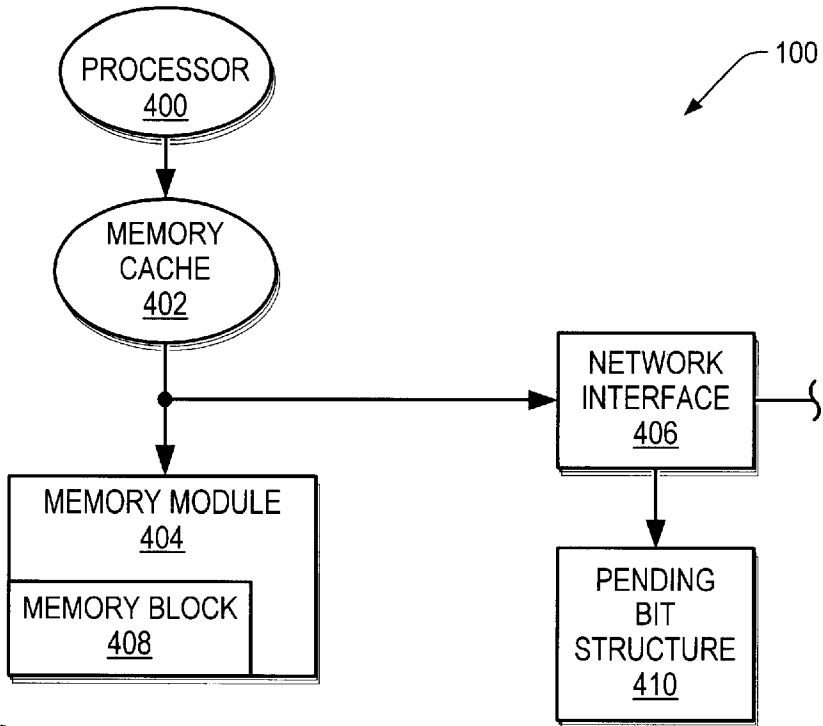 PROCESSOR
400
100
MEMORY
CACHE
402
NETWORK
INTERFACE
406
MEMORY MODULE
404
MEMORY BLOCK
408
PENDING
BIT
STRUCTURE
410